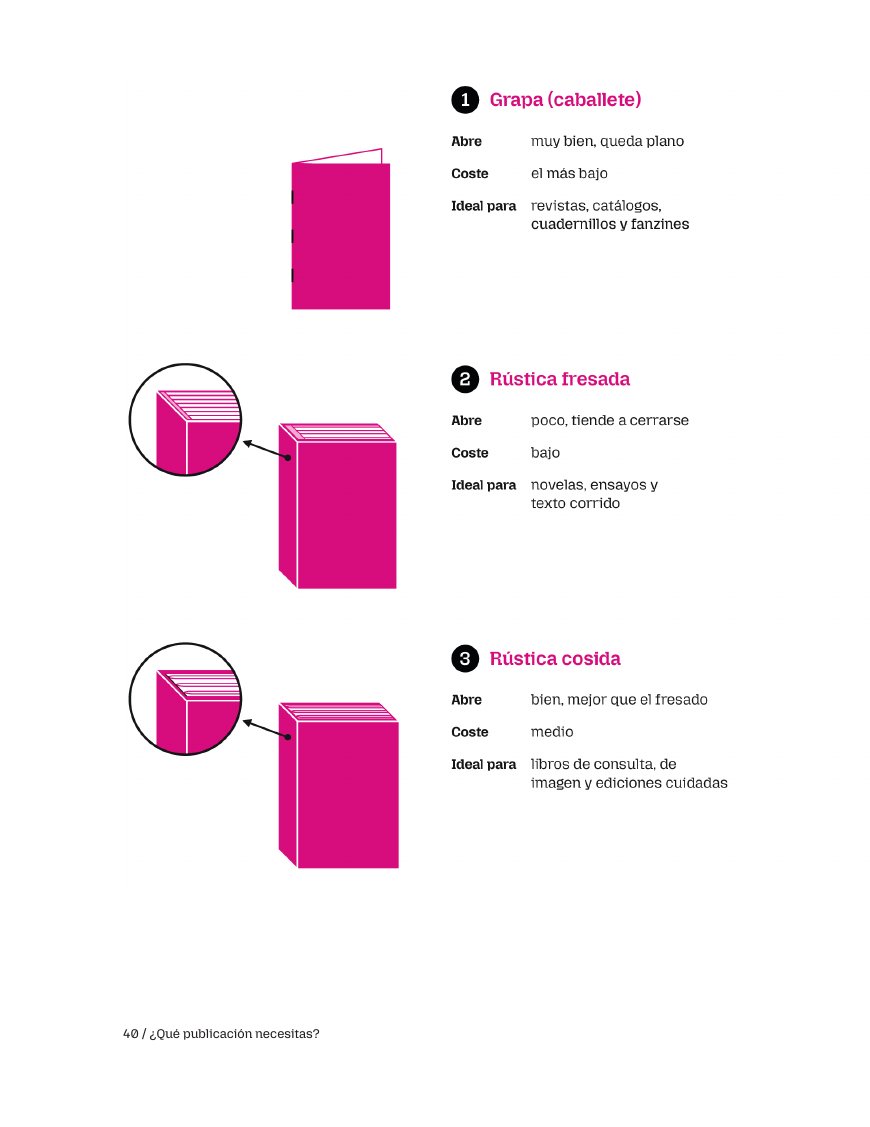 1 Grapa (caballete)
Abre muy bien, queda plano
Coste el más bajo
Ideal para revistas, catálogos,
cuadernillos y fanzines
2 Rústica fresada
Abre poco, tiende a cerrarse
Coste bajo
Ideal para novelas, ensayos y
texto corrido
3 Rústica cosida
Abre bien, mejor que el fresado
Coste medio
Ideal para libros de consulta, de
imagen y ediciones cuidadas
40 / ¿Qué publicación necesitas?